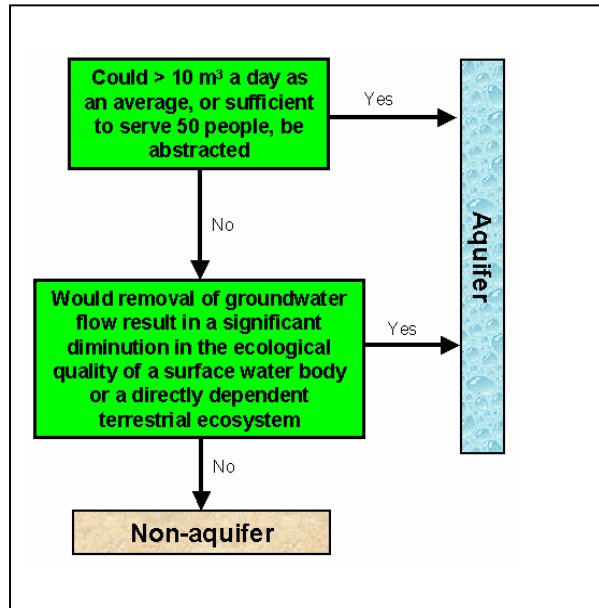 Could > 10 m³ a day as
an average, or sufficient
to serve 50 people, be
abstracted
Yes
Aquifer
No
Would removal of groundwater
flow result in a significant
diminution in the ecological
quality of a surface water body
or a directly dependent
terrestrial ecosystem
Yes
No
Non-aquifer